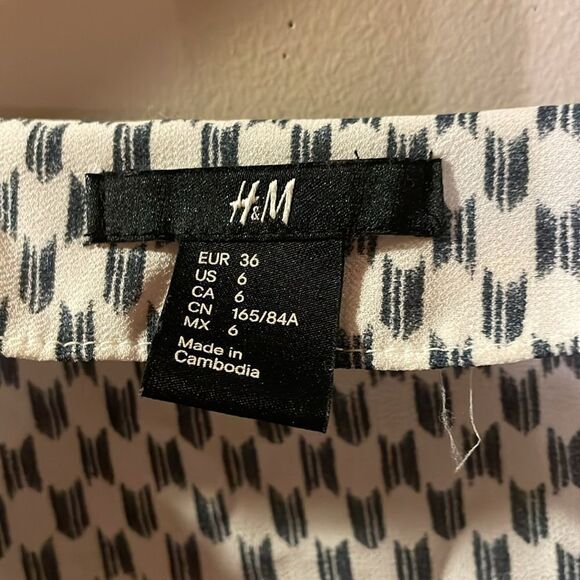 H&M
EUR 36
US 6
CA 6
CN 165/84A
MX 6
Made in
Cambodia